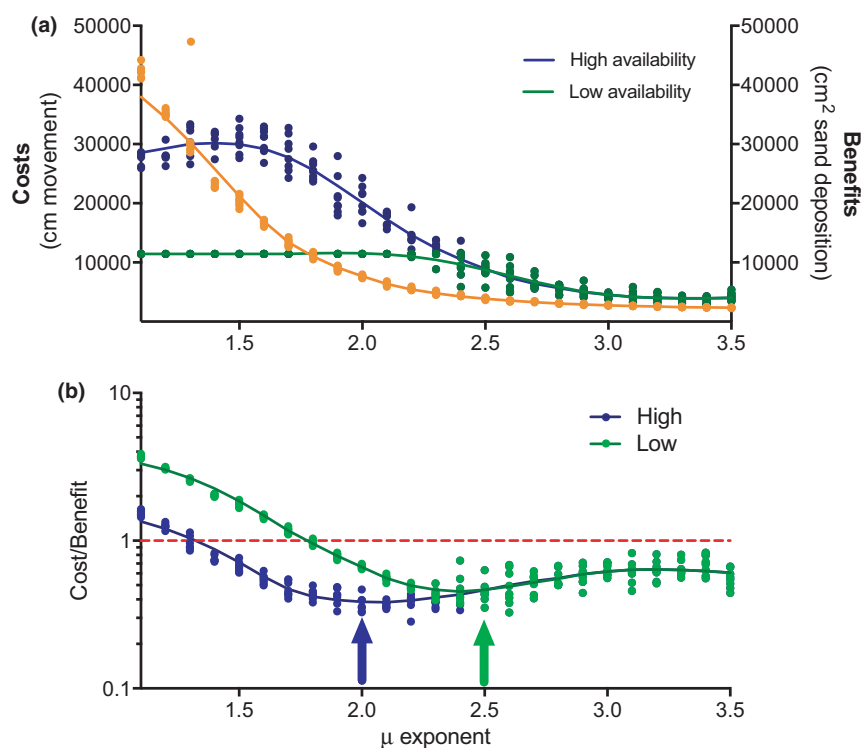 (a)
50000
40000
30000
20000
10000
Costs
(cm movement)
High availability
Low availability
50000
40000
30000
20000
10000
Benefits
(cm² sand deposition)
1.5 2.0 2.5 3.0 3.5
(b)
10
1
0.1
Cost/Benefit
High
Low
1.5 2.0 2.5 3.0 3.5
μ exponent